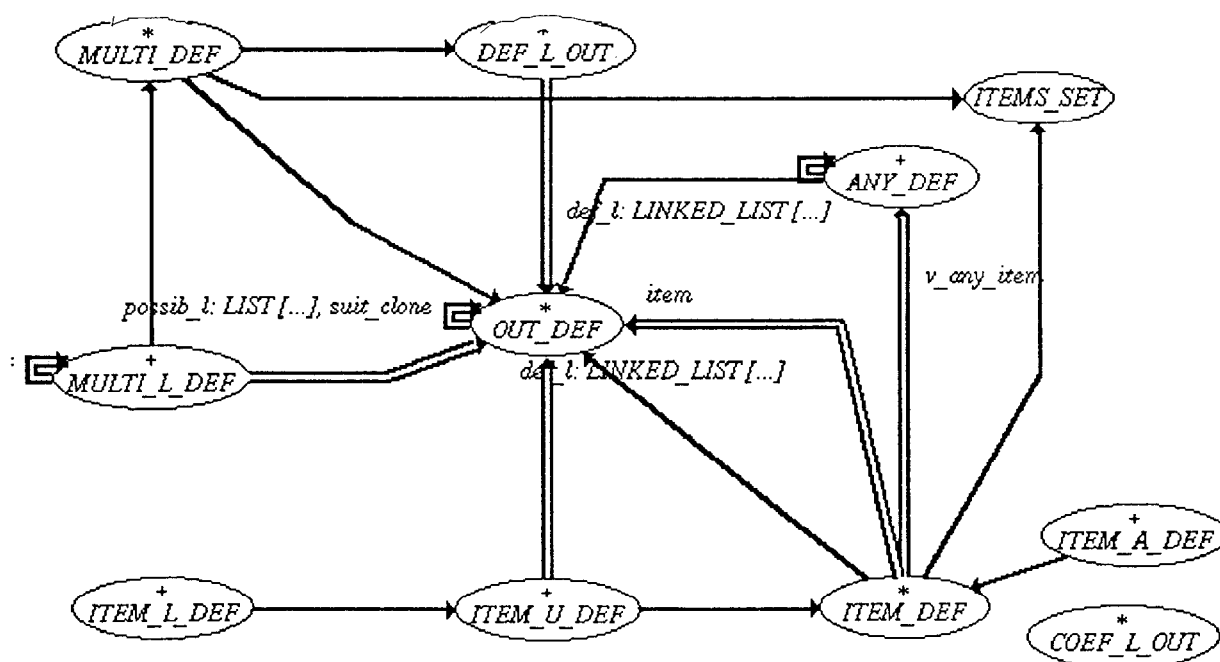 *
MULTI_DEF
+
DEF_L_OUT
ITEMS_SET
+
ANY_DEF
def_l: LINKED_LIST [...]
v_any_item
possib_l: LIST [...], suit_clone
item
*
OUT_DEF
def_l: LINKED_LIST [...]
:
+
MULTI_L_DEF
+
ITEM_A_DEF
+
ITEM_L_DEF
+
ITEM_U_DEF
*
ITEM_DEF
*
COEF_L_OUT